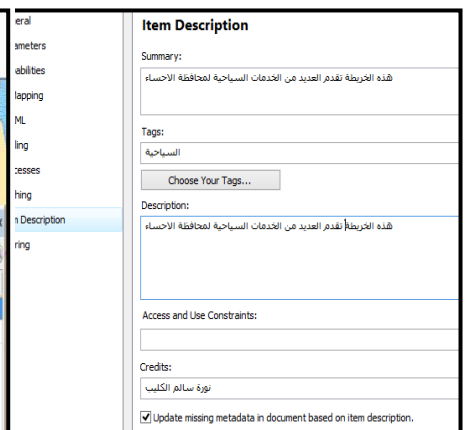 eral
ameters
abilities
lapping
ML
ling
cesses
hing
n Description
ring
Item Description
Summary:
هذه الخريطة تقدم العديد من الخدمات السياحية لمحافظة الاحساء
Tags:
السياحية
Choose Your Tags...
Description:
هذه الخريطة تقدم العديد من الخدمات السياحية لمحافظة الاحساء
Access and Use Constraints:
Credits:
نورة سالم الكليب
Update missing metadata in document based on item description.